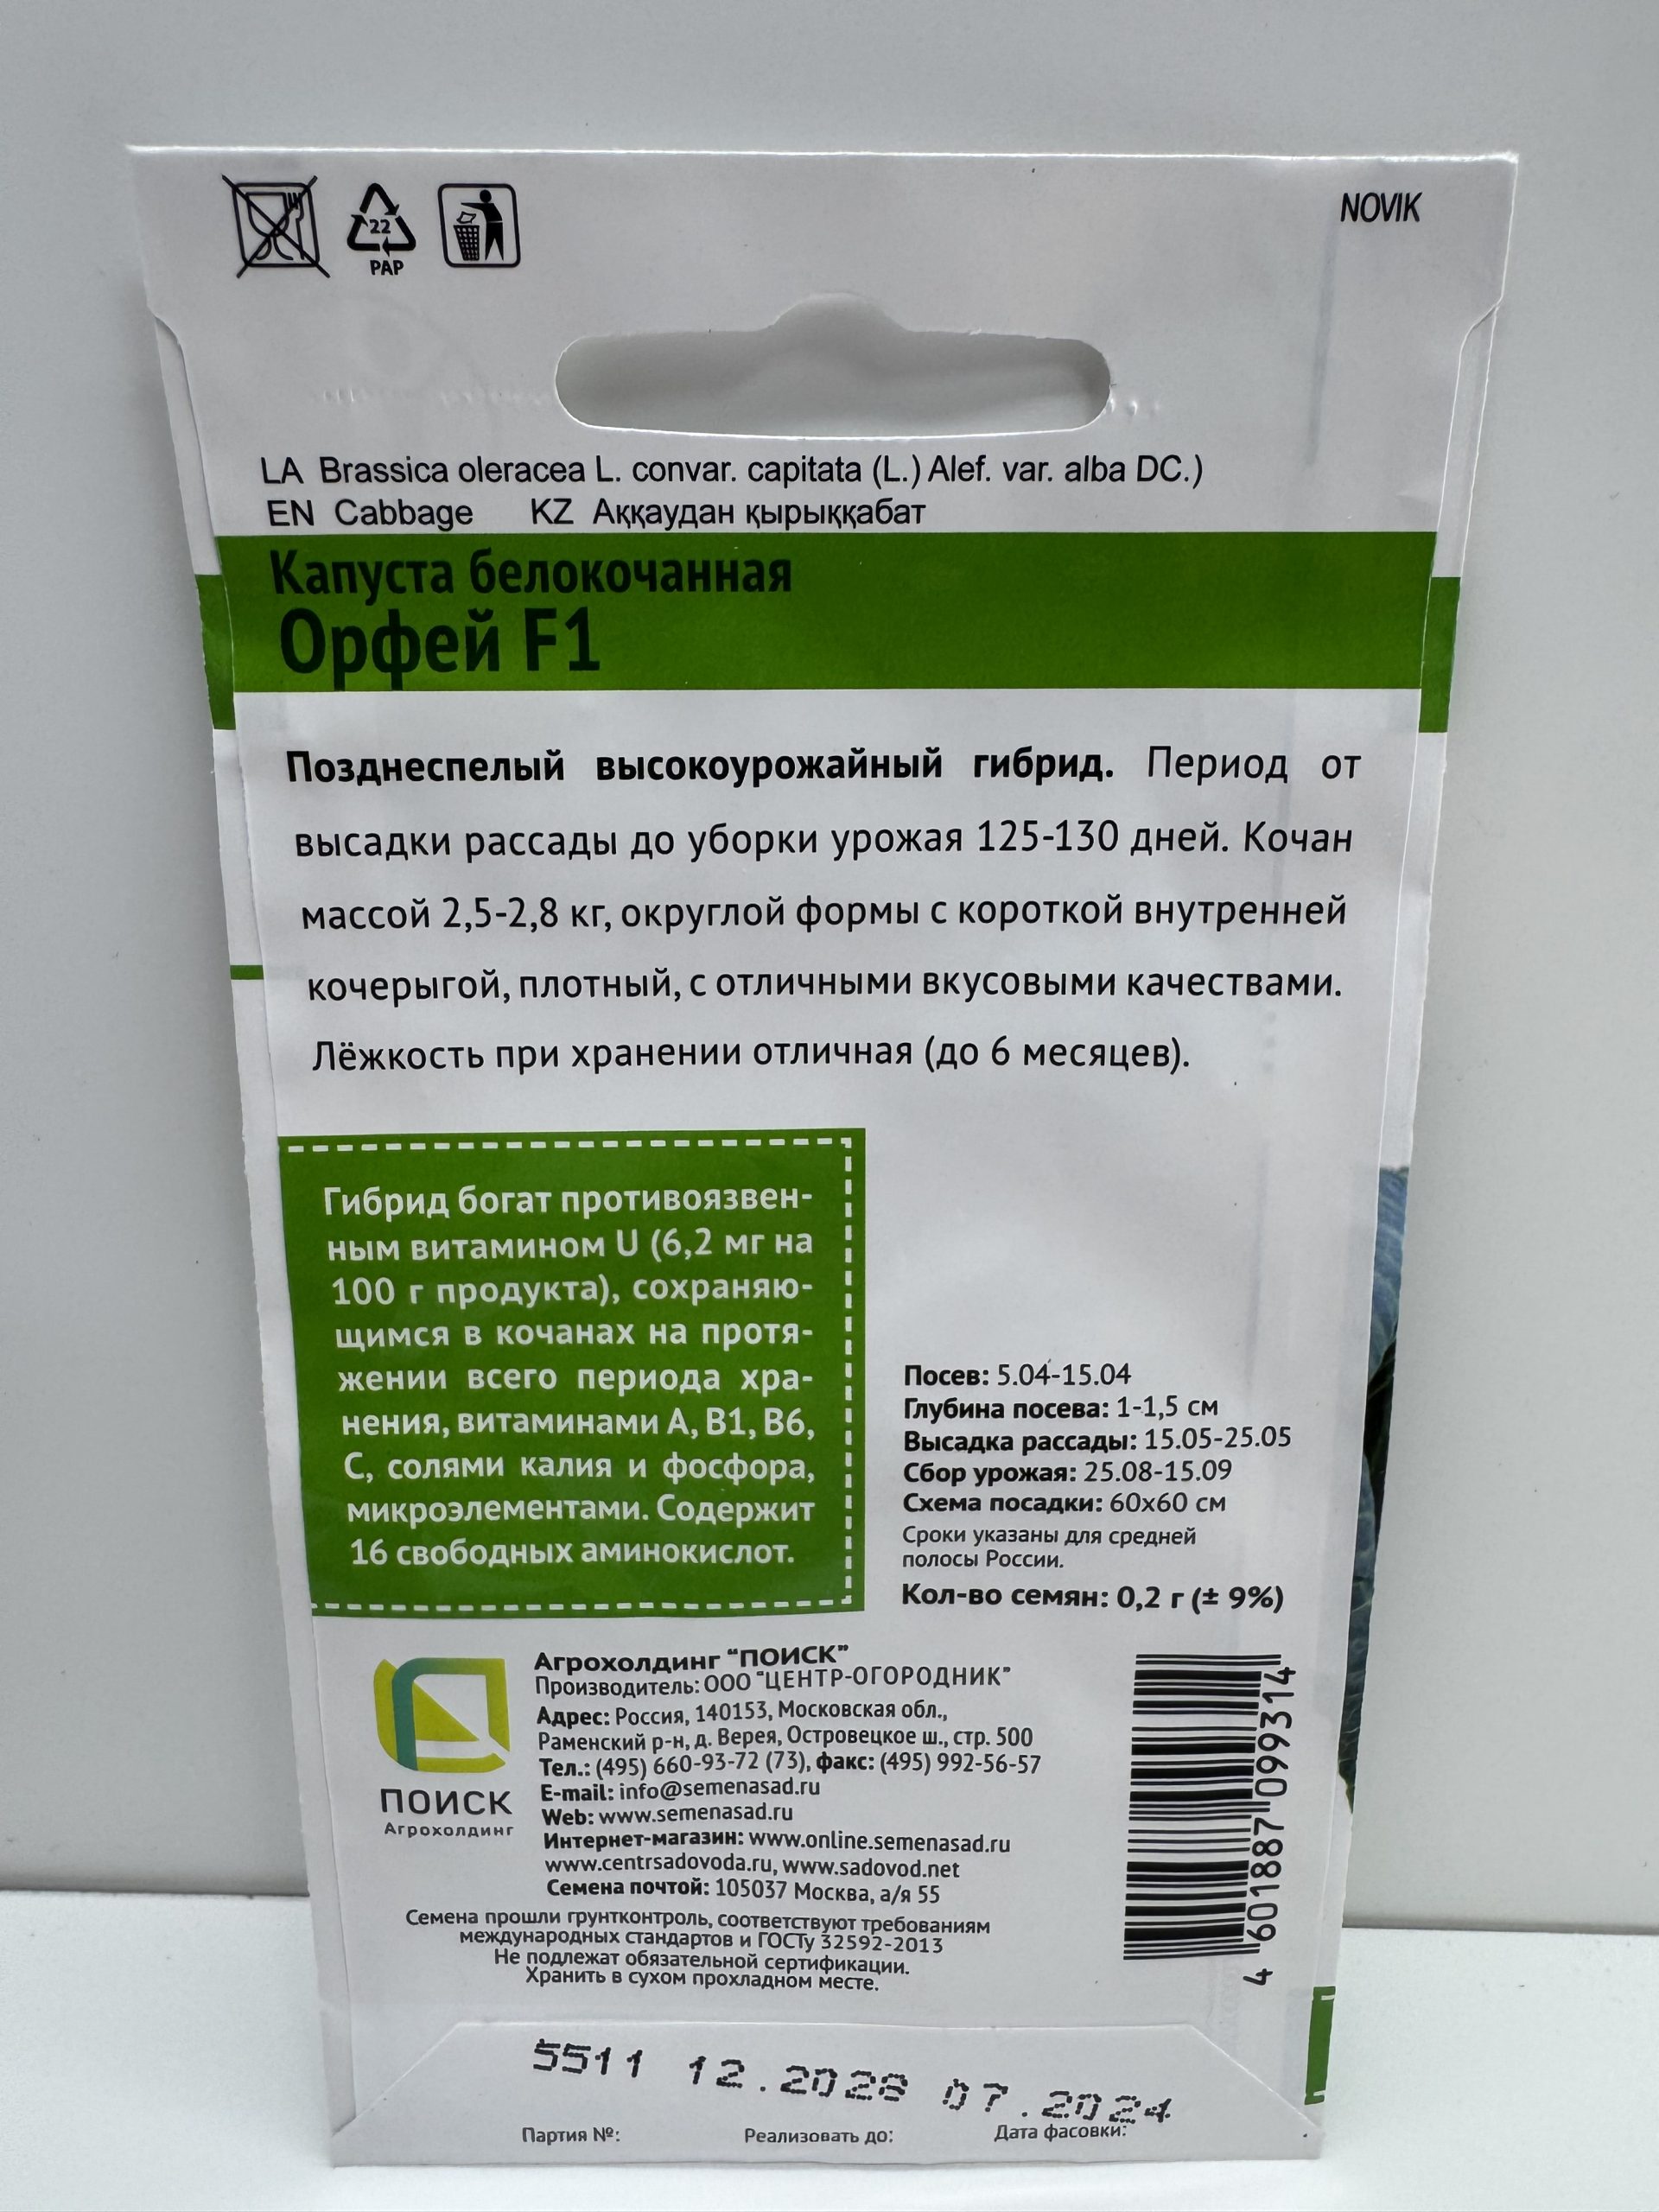 NOVIK
22
PAP
LA Brassica oleracea L. convar. capitata (L.) Alef. var. alba DC.)
EN Cabbage KZ Аққаудан қырыққабат
Капуста белокочанная
Орфей F1
Позднеспелый высокоурожайный гибрид. Период от
высадки рассады до уборки урожая 125-130 дней. Кочан
массой 2,5-2,8 кг, округлой формы с короткой внутренней
кочерыгой, плотный, с отличными вкусовыми качествами.
Лёжкость при хранении отличная (до 6 месяцев).
Гибрид богат противоязвен-
ным витамином U (6,2 мг на
100 г продукта), сохраняю-
щимся в кочанах на протя-
жении всего периода хра-
нения, витаминами А, В1, В6,
С, солями калия и фосфора,
микроэлементами. Содержит
16 свободных аминокислот.
Посев: 5.04-15.04
Глубина посева: 1-1,5 см
Высадка рассады: 15.05-25.05
Сбор урожая: 25.08-15.09
Схема посадки: 60х60 см
Сроки указаны для средней
полосы России.
Кол-во семян: 0,2 г (± 9%)
ПОИСК
Агрохолдинг
Агрохолдинг "ПОИСК"
Производитель: ООО "ЦЕНТР-ОГОРОДНИК"
Адрес: Россия, 140153, Московская обл.,
Раменский р-н, д. Верея, Островецкое ш., стр. 500
Тел.: (495) 660-93-72 (73), факс: (495) 992-56-57
E-mail: info@semenasad.ru
Web: www.semenasad.ru
Интернет-магазин: www.online.semenasad.ru
www.centrsadovoda.ru, www.sadovod.net
Семена почтой: 105037 Москва, а/я 55
Семена прошли грунтконтроль, соответствуют требованиям
международных стандартов и ГОСТу 32592-2013
Не подлежат обязательной сертификации.
Хранить в сухом прохладном месте.
4 601887 099314
5511 12.2028 07.2024
Партия №: Реализовать до: Дата фасовки: